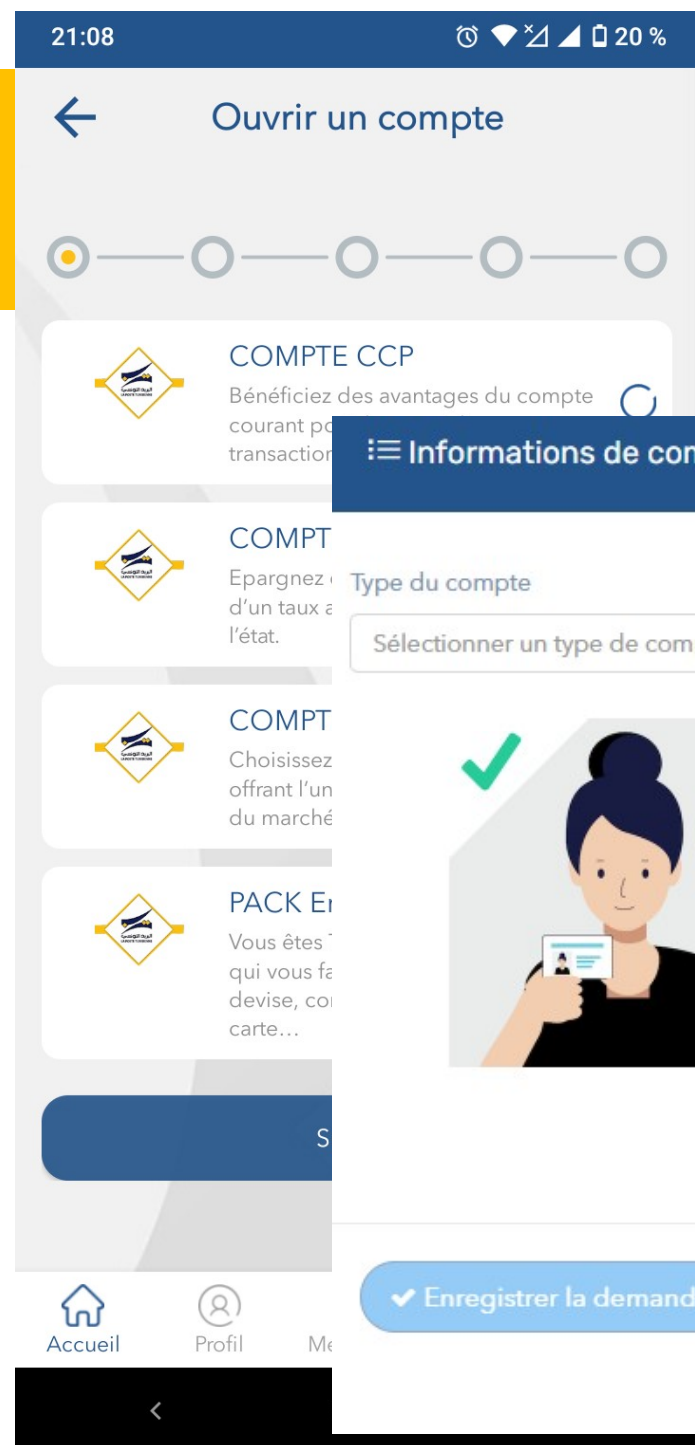 21:08
20 %
Ouvrir un compte
COMPTE CCP
Bénéficiez des avantages du compte
courant
transaction
COMPT
Epargnez
d'un taux a
l'état.
COMPT
Choisissez
offrant l'un
du marché
PACK
Vous êtes
qui vous fa
devise,
carte…
S
Accueil
Profil
Informations de
Type du compte
Sélectionner un type de com
Enregistrer la demand